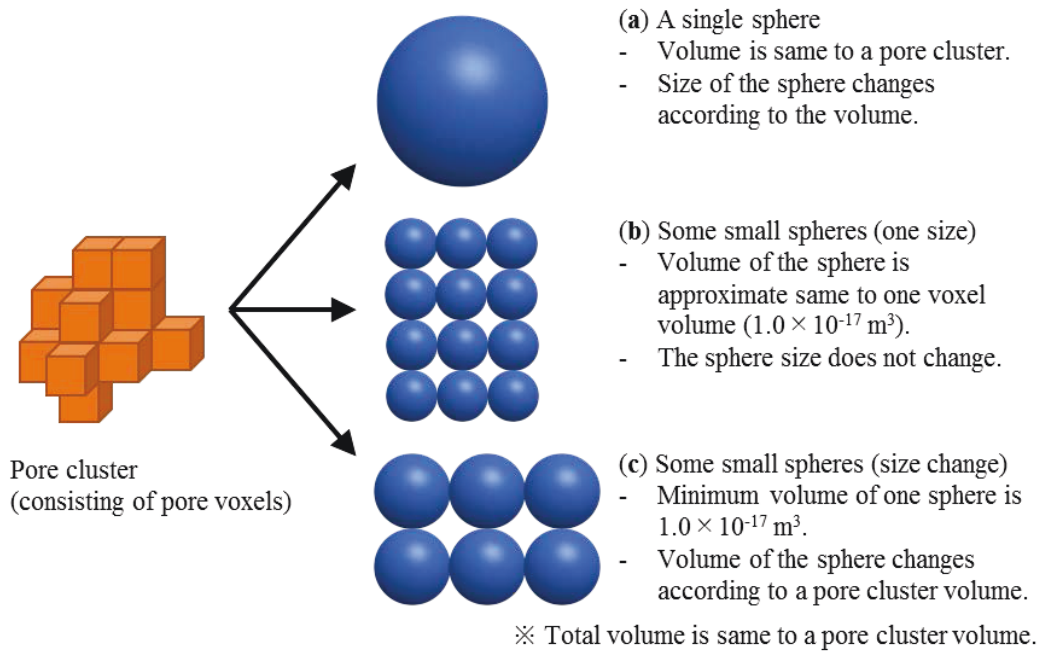 (a) A single sphere
- Volume is same to a pore cluster.
- Size of the sphere changes
according to the volume.
(b) Some small spheres (one size)
- Volume of the sphere is
approximate same to one voxel
volume (1.0 × 10⁻¹⁷ m³).
- The sphere size does not change.
Pore cluster
(consisting of pore voxels)
(c) Some small spheres (size change)
- Minimum volume of one sphere is
1.0 × 10⁻¹⁷ m³.
- Volume of the sphere changes
according to a pore cluster volume.
※ Total volume is same to a pore cluster volume.